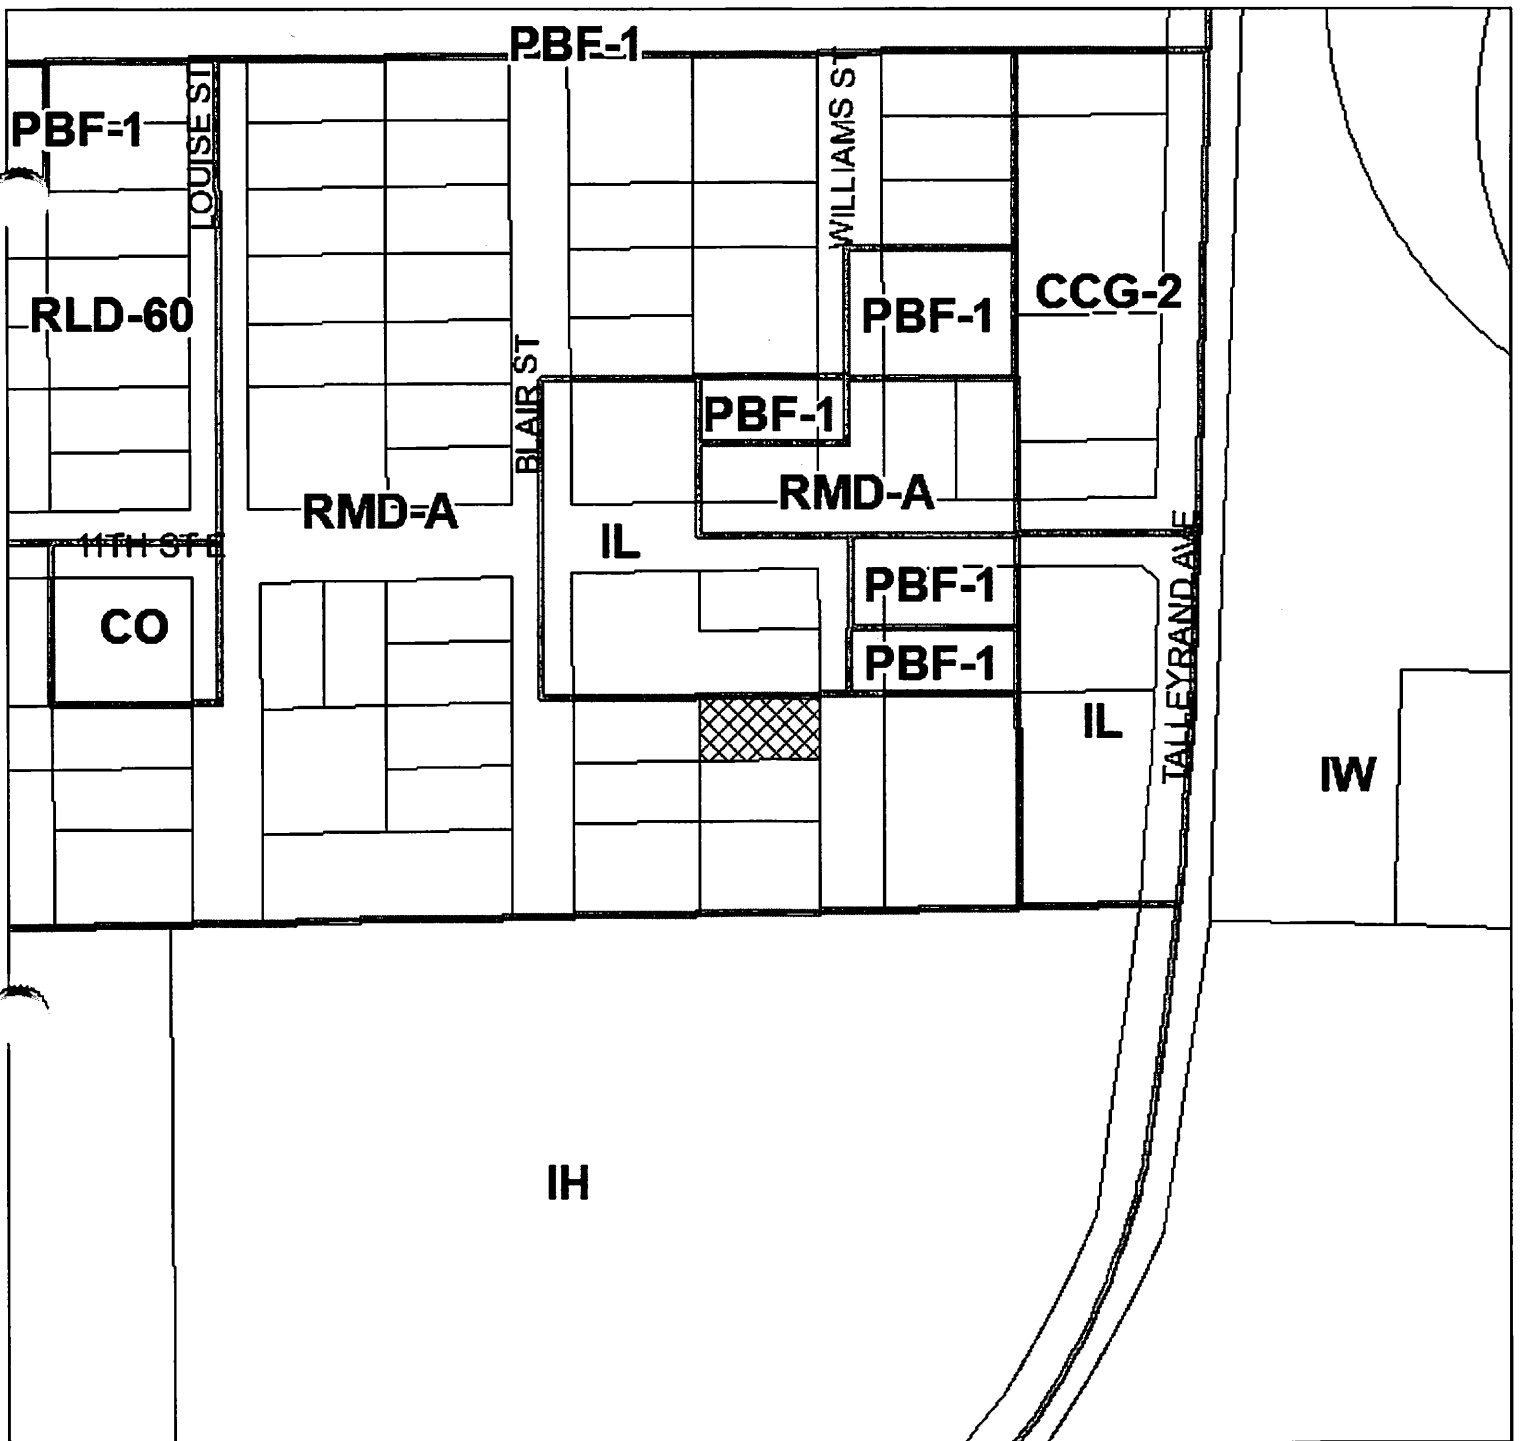 PBF-1
PBF-1
LOUISE ST
WILLIAMS ST
RLD-60
PBF-1
CCG-2
BLAIR ST
PBF-1
RMD-A
RMD-A
IL
11TH ST E
CO
PBF-1
PBF-1
TALLEYRAND AVE
IL
IW
IH